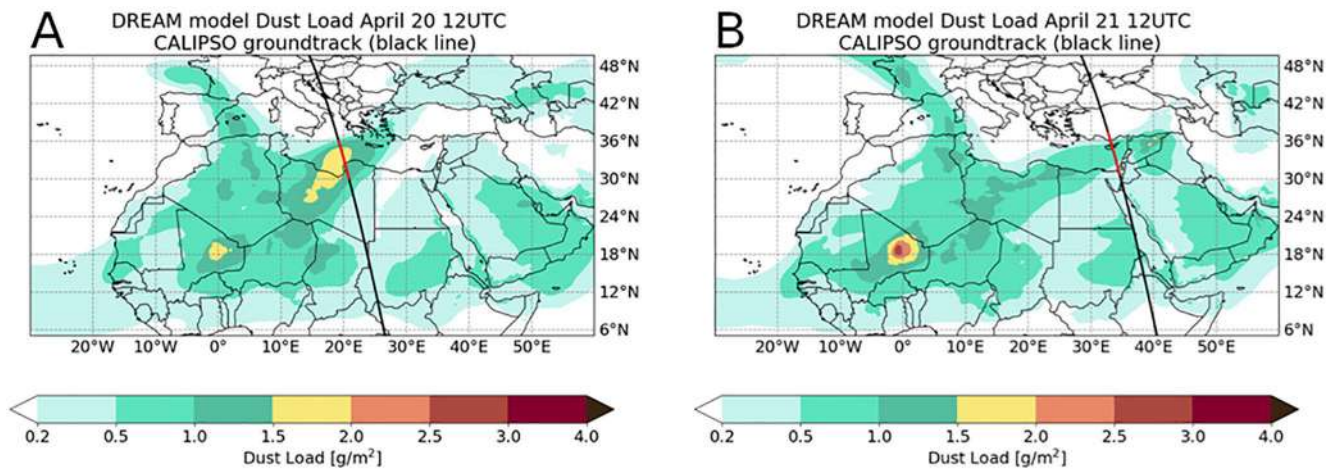 A
DREAM model Dust Load April 20 12UTC
CALIPSO groundtrack (black line)
48°N
42°N
36°N
30°N
24°N
18°N
12°N
6°N
20°W 10°W 0° 10°E 20°E 30°E 40°E 50°E
0.2 0.5 1.0 1.5 2.0 2.5 3.0 4.0
Dust Load [g/m²]
B
DREAM model Dust Load April 21 12UTC
CALIPSO groundtrack (black line)
48°N
42°N
36°N
30°N
24°N
18°N
12°N
6°N
20°W 10°W 0° 10°E 20°E 30°E 40°E 50°E
0.2 0.5 1.0 1.5 2.0 2.5 3.0 4.0
Dust Load [g/m²]